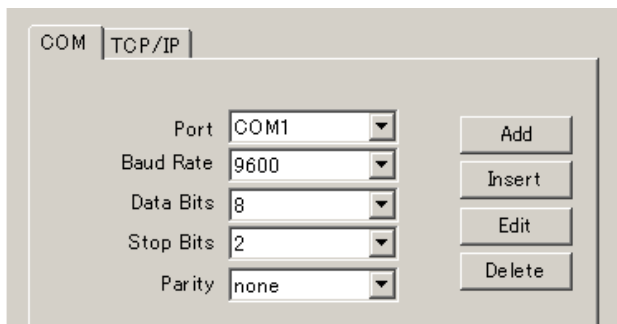 COM TCP/IP
Port COM1 Add
Baud Rate 9600 Insert
Data Bits 8 Edit
Stop Bits 2
Parity none Delete